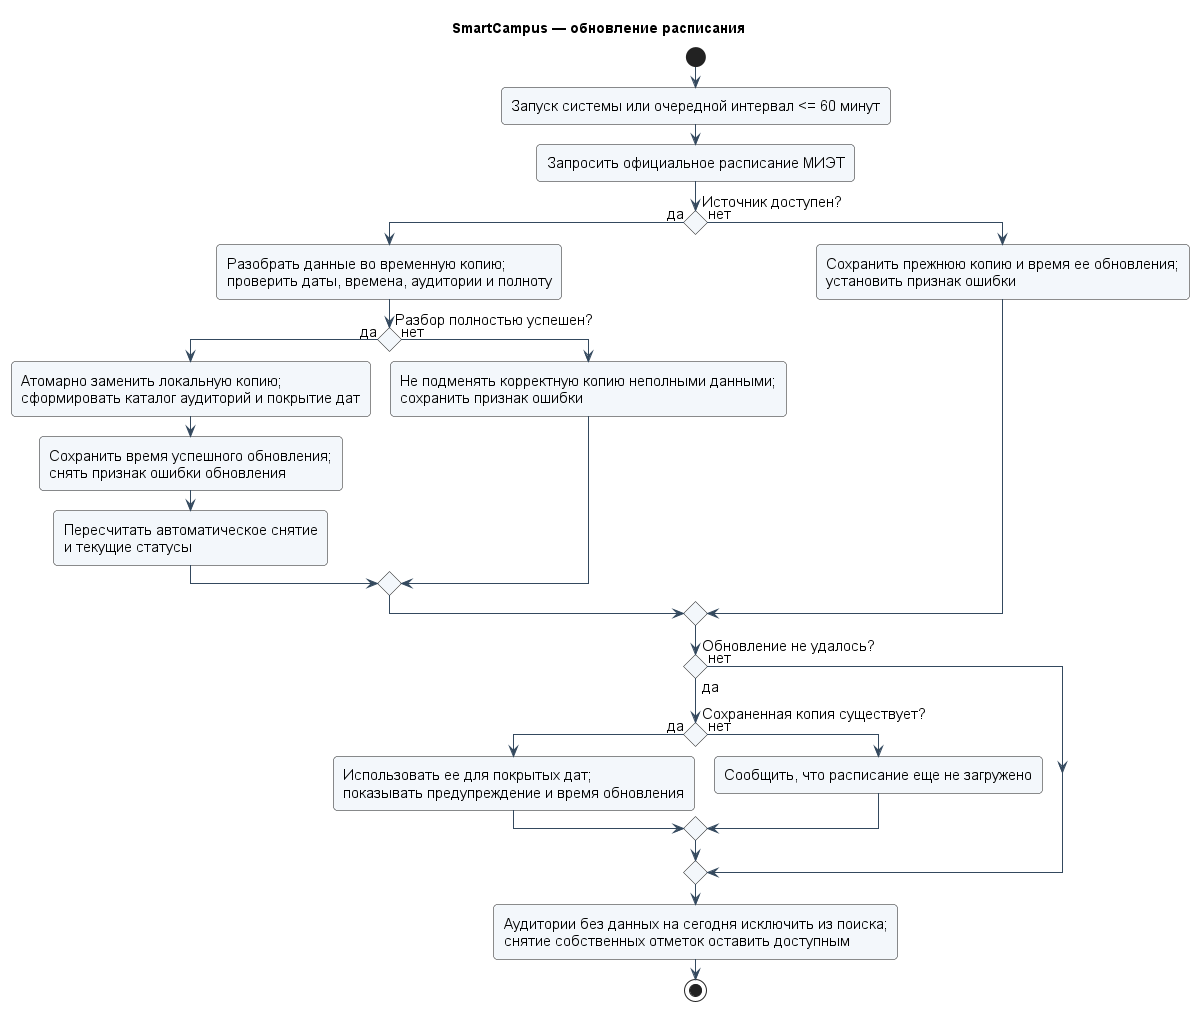 SmartCampus — обновление расписания
Запуск системы или очередной интервал <= 60 минут
Запросить официальное расписание МИЭТ
Источник доступен?
да
нет
Разобрать данные во временную копию;
проверить даты, времена, аудитории и полноту
Сохранить прежнюю копию и время ее обновления;
установить признак ошибки
Разбор полностью успешен?
да
нет
Атомарно заменить локальную копию;
сформировать каталог аудиторий и покрытие дат
Не подменять корректную копию неполными данными;
сохранить признак ошибки
Сохранить время успешного обновления;
снять признак ошибки обновления
Пересчитать автоматическое снятие
и текущие статусы
Обновление не удалось?
нет
да
Сохраненная копия существует?
да
нет
Использовать ее для покрытых дат;
показывать предупреждение и время обновления
Сообщить, что расписание еще не загружено
Аудитории без данных на сегодня исключить из поиска;
снятие собственных отметок оставить доступным